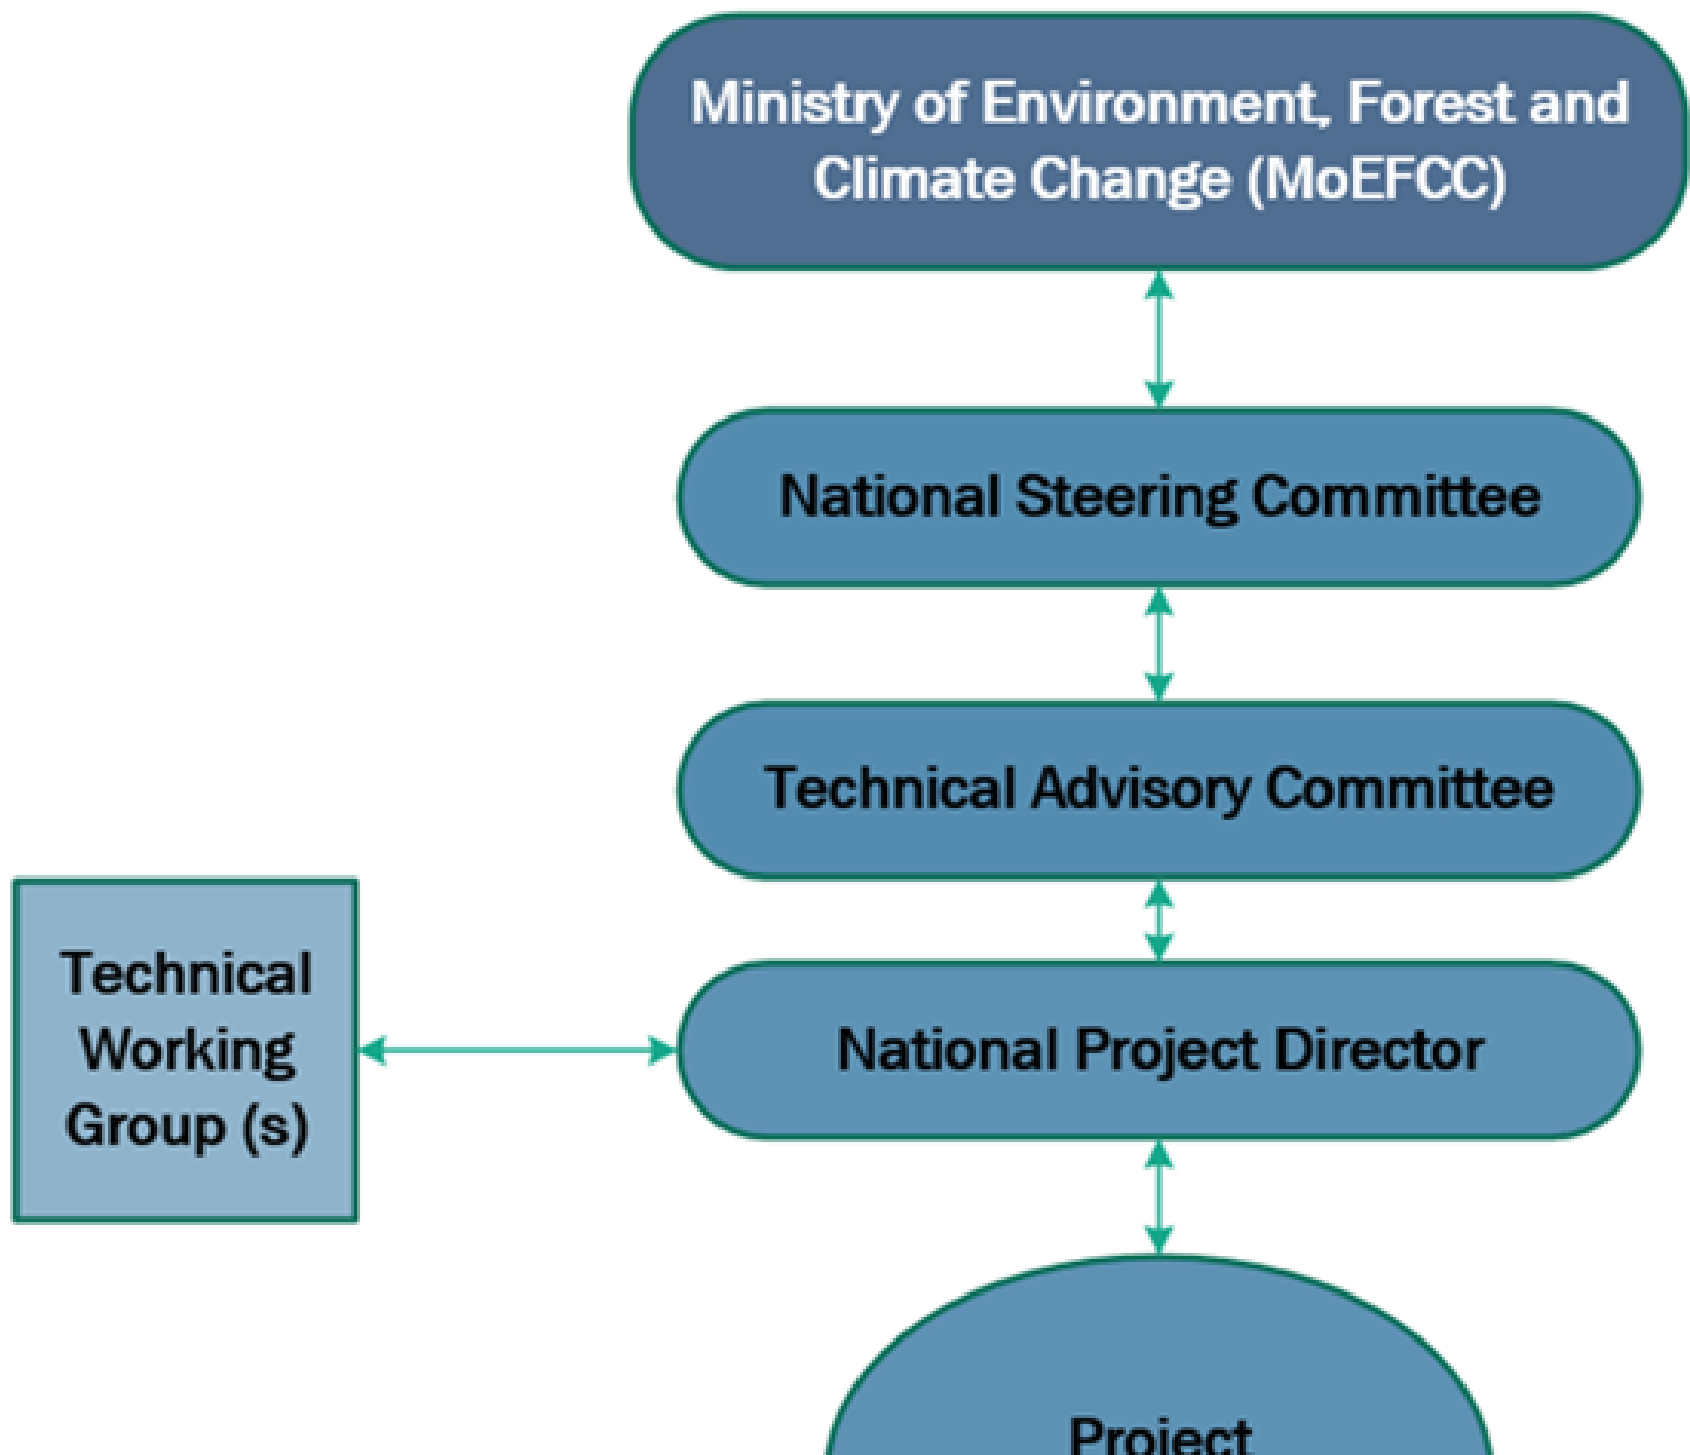 Ministry of Environment, Forest and
Climate Change (MoEFCC)
National Steering Committee
Technical Advisory Committee
Technical
Working
Group (s)
National Project Director
Project